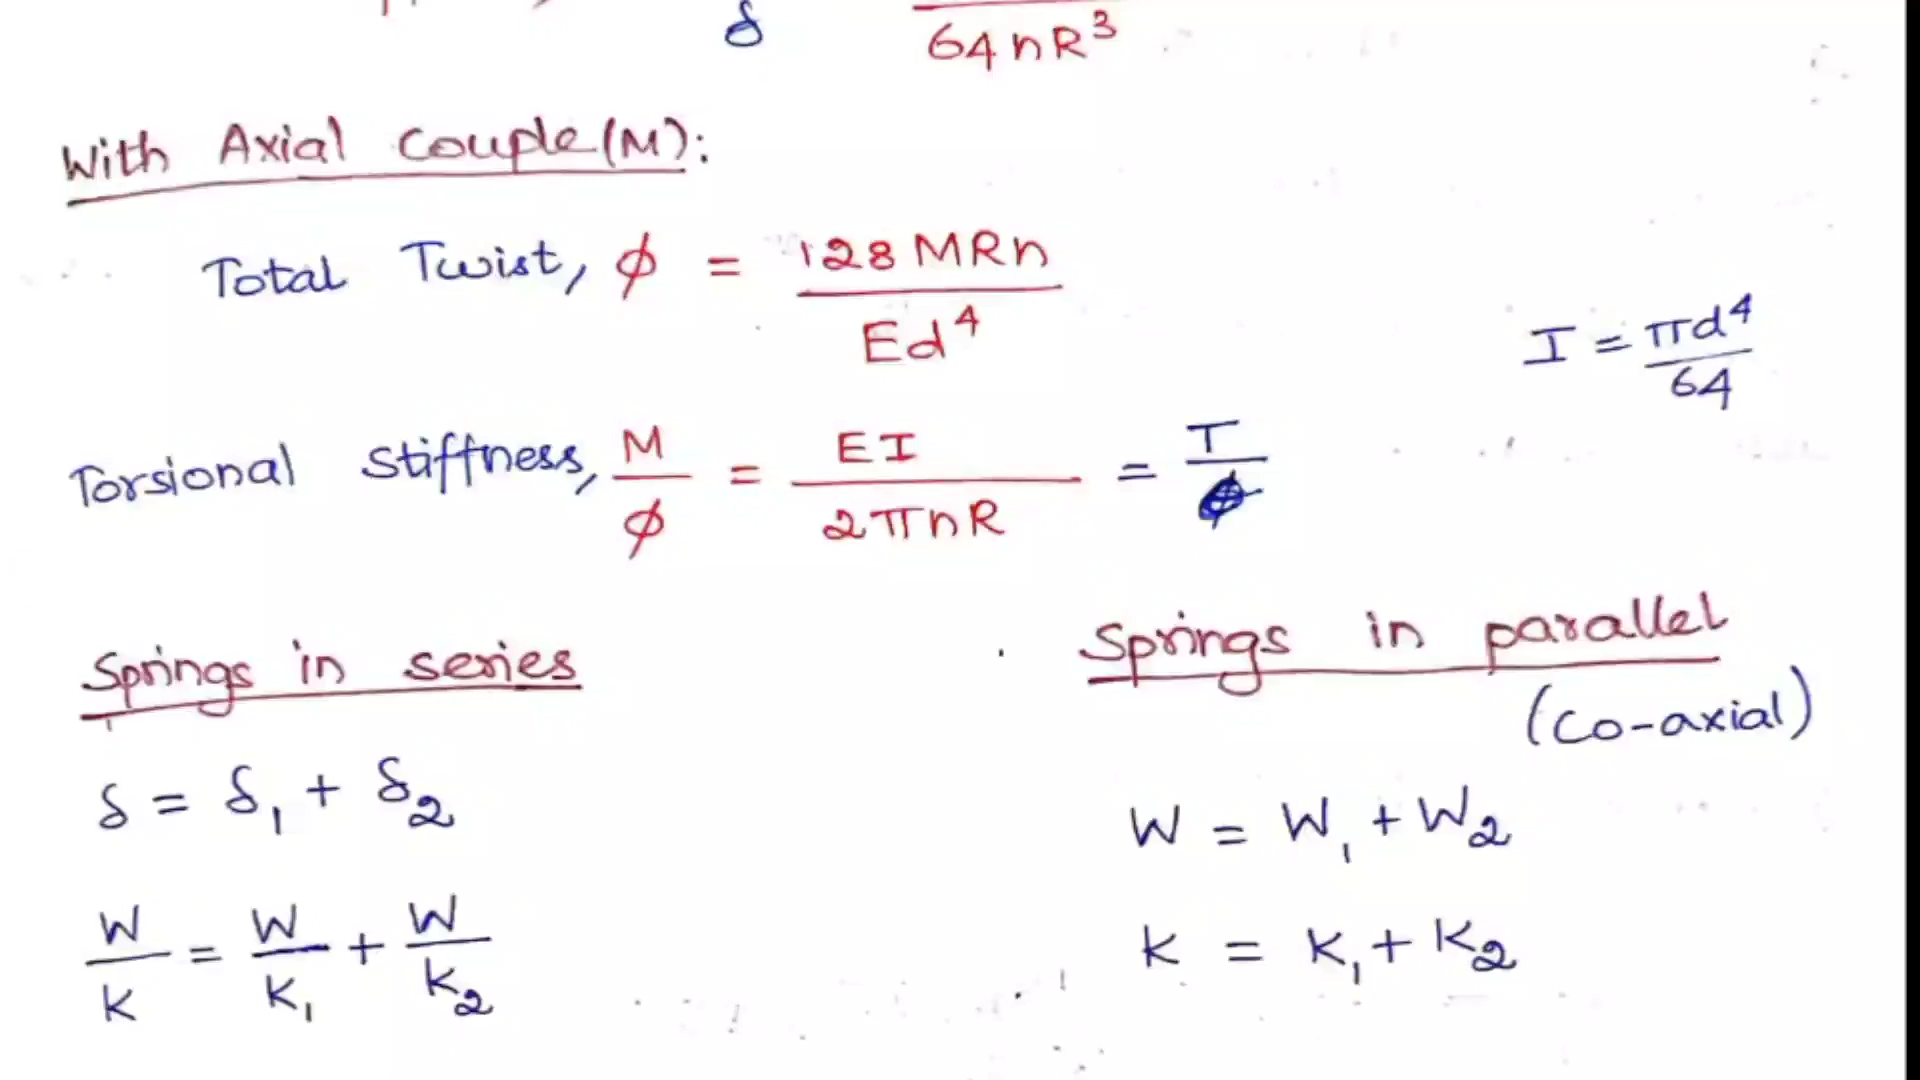 δ
64nR³
With Axial Couple(M):
Total Twist, ϕ = 128MRn / Ed⁴
I = πd⁴ / 64
Torsional Stiffness, M/ϕ = EI / 2πnR = T/ϕ
Springs in series
Springs in parallel
(Co-axial)
δ = δ₁ + δ₂
W = W₁ + W₂
W/K = W/K₁ + W/K₂
K = K₁ + K₂